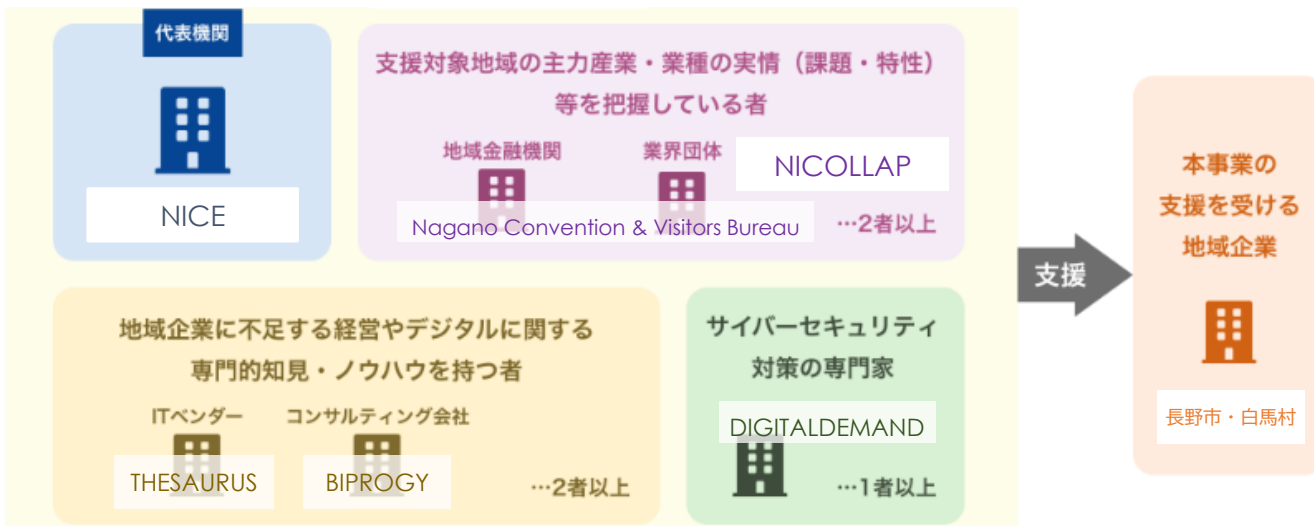 代表機関
NICE
支援対象地域の主力産業・業種の実情（課題・特性）
等を把握している者
地域金融機関
業界団体
NICOLLAP
Nagano Convention & Visitors Bureau
…2者以上
地域企業に不足する経営やデジタルに関する
専門的知見・ノウハウを持つ者
ITベンダー
コンサルティング会社
THESAURUS
BIPROGY
…2者以上
サイバーセキュリティ
対策の専門家
DIGITALDEMAND
…1者以上
支援
本事業の
支援を受ける
地域企業
長野市・白馬村